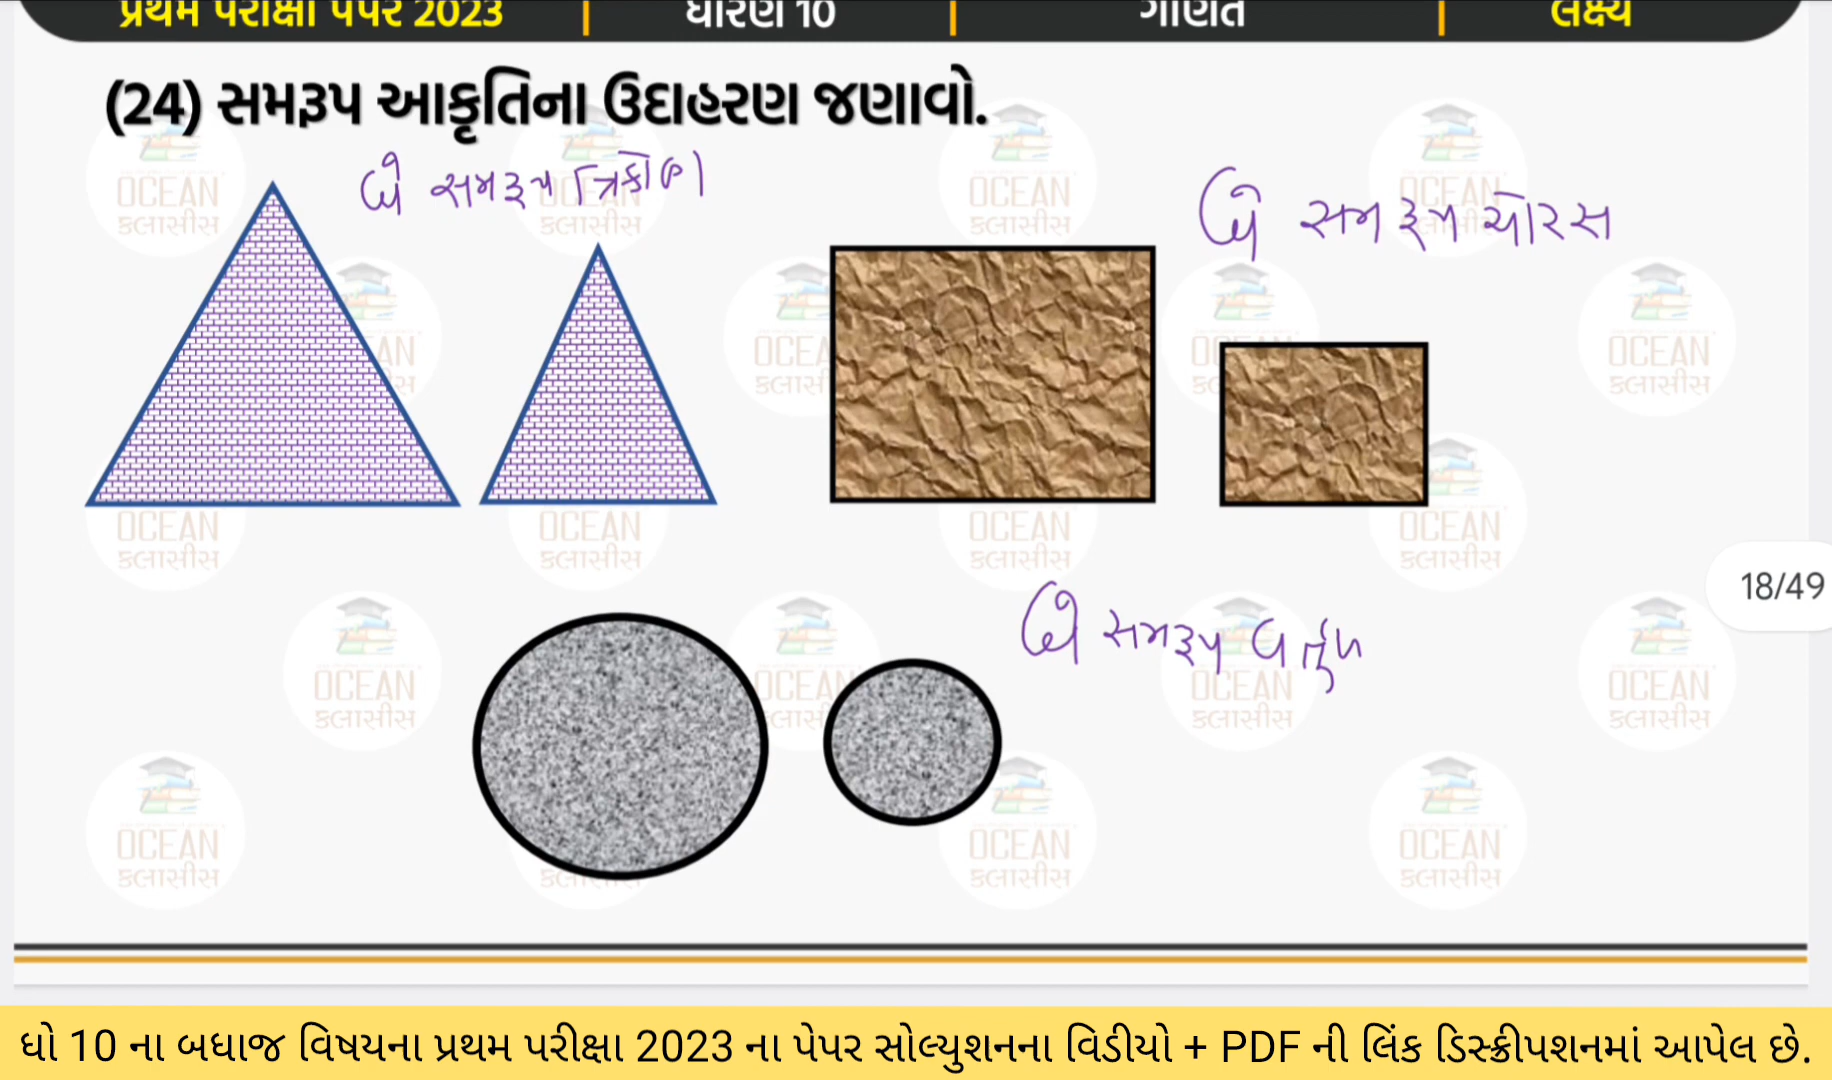 પ્રથમ પરીક્ષા પેપર 2023 | ધોરણ 10 | ગણિત | લક્ષ્ય
(24) સમરૂપ આકૃતિના ઉદાહરણ જણાવો.
બે સમરૂપ ત્રિકોણ
બે સમરૂપ ચોરસ
બે સમરૂપ વર્તુળ
18/49
OCEAN
ક્લાસીસ
ધો 10 ના બધાજ વિષયના પ્રથમ પરીક્ષા 2023 ના પેપર સોલ્યુશનના વિડીયો + PDF ની લિંક ડિસ્ક્રીપશનમાં આપેલ છે.